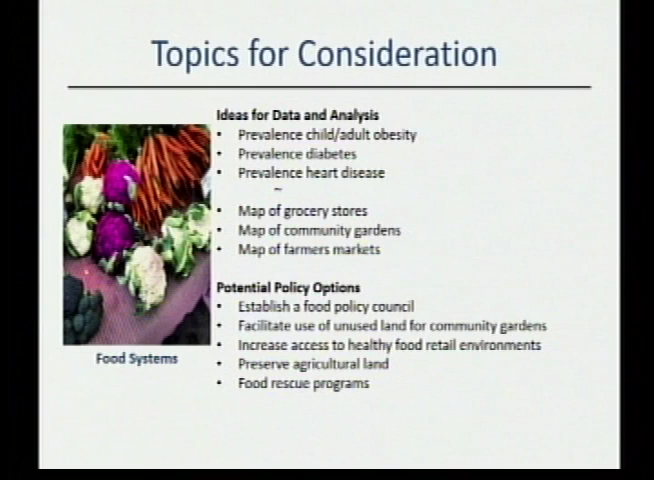 Topics for Consideration
Ideas for Data and Analysis
• Prevalence child/adult obesity
• Prevalence diabetes
• Prevalence heart disease
~
• Map of grocery stores
• Map of community gardens
• Map of farmers markets
Potential Policy Options
• Establish a food policy council
• Facilitate use of unused land for community gardens
• Increase access to healthy food retail environments
• Preserve agricultural land
• Food rescue programs
Food Systems